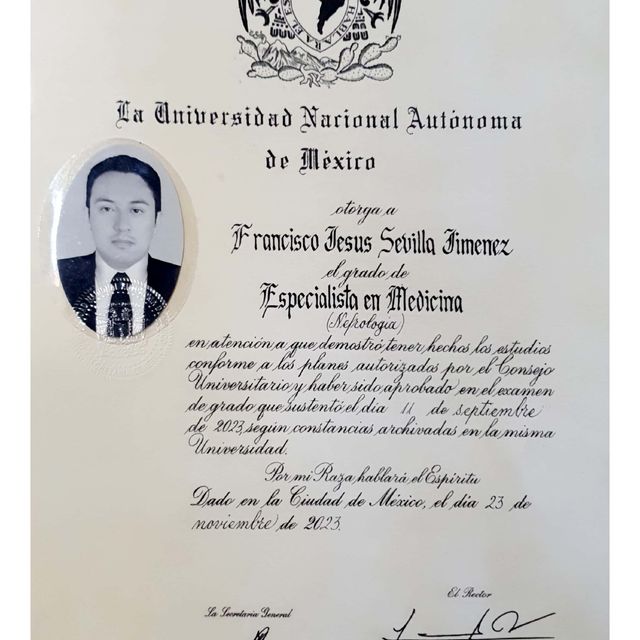 HABLARA EL ES
La Universidad Nacional Autónoma
de México
otorga a
Francisco Jesus Sevilla Jimenez
el grado de
Especialista en Medicina
(Nefrología)
en atención a que demostró tener hechos los estudios
conforme a los planes autorizados por el Consejo
Universitario y haber sido aprobado en el examen
de grado que sustentó el día 11 de septiembre
de 2023, según constancias archivadas en la misma
Universidad.
Por mi Raza hablará el Espíritu
Dado en la Ciudad de México, el día 23 de
noviembre de 2023.
El Rector
La Secretaria General